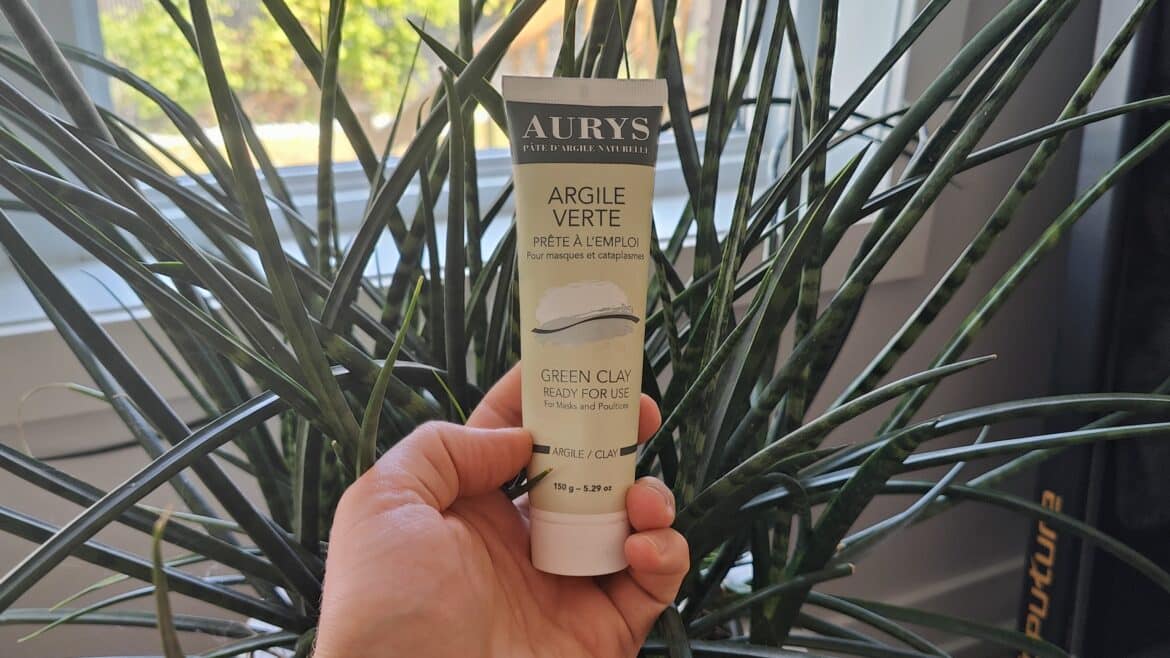 AURYS
PÂTE D'ARGILE NATURELLE
ARGILE
VERTE
PRÊTE À L'EMPLOI
Pour masques et cataplasmes
GREEN CLAY
READY FOR USE
For Masks and Poultices
ARGILE / CLAY
150 g – 5.29 oz